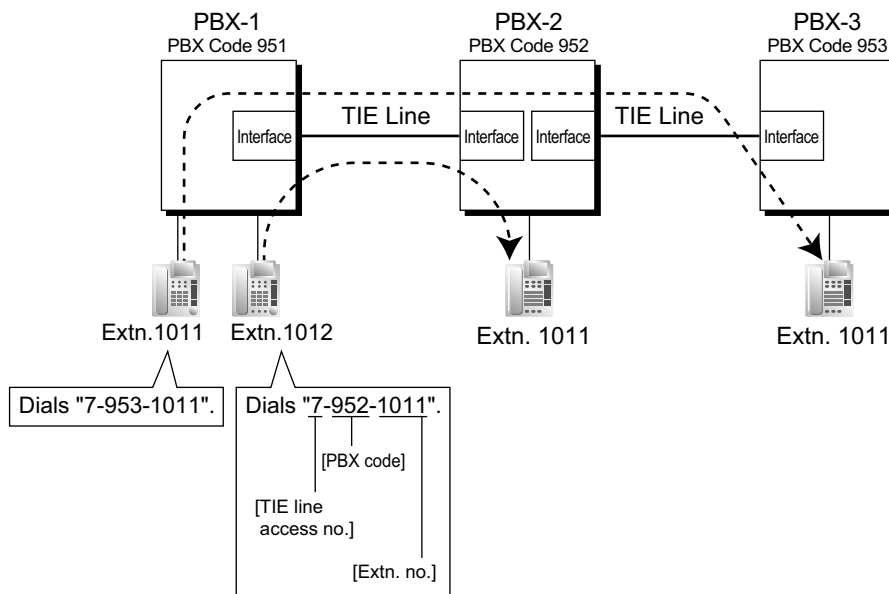 PBX-1
PBX Code 951
PBX-2
PBX Code 952
PBX-3
PBX Code 953
TIE Line
TIE Line
Interface
Interface
Interface
Interface
Extn.1011
Extn.1012
Extn. 1011
Extn. 1011
Dials "7-953-1011".
Dials "7-952-1011".
[PBX code]
[TIE line
access no.]
[Extn. no.]